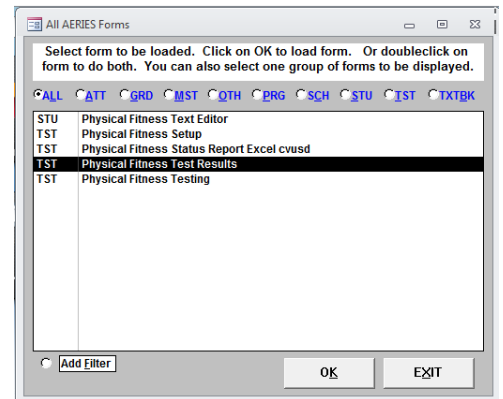 All AERIES Forms
Select form to be loaded. Click on OK to load form. Or doubleclick on
form to do both. You can also select one group of forms to be displayed.
ALL ATT GRD MST OTH PRG SCH STU TST TXTBK
STU Physical Fitness Text Editor
TST Physical Fitness Setup
TST Physical Fitness Status Report Excel cvusd
TST Physical Fitness Test Results
TST Physical Fitness Testing
Add Filter
OK EXIT